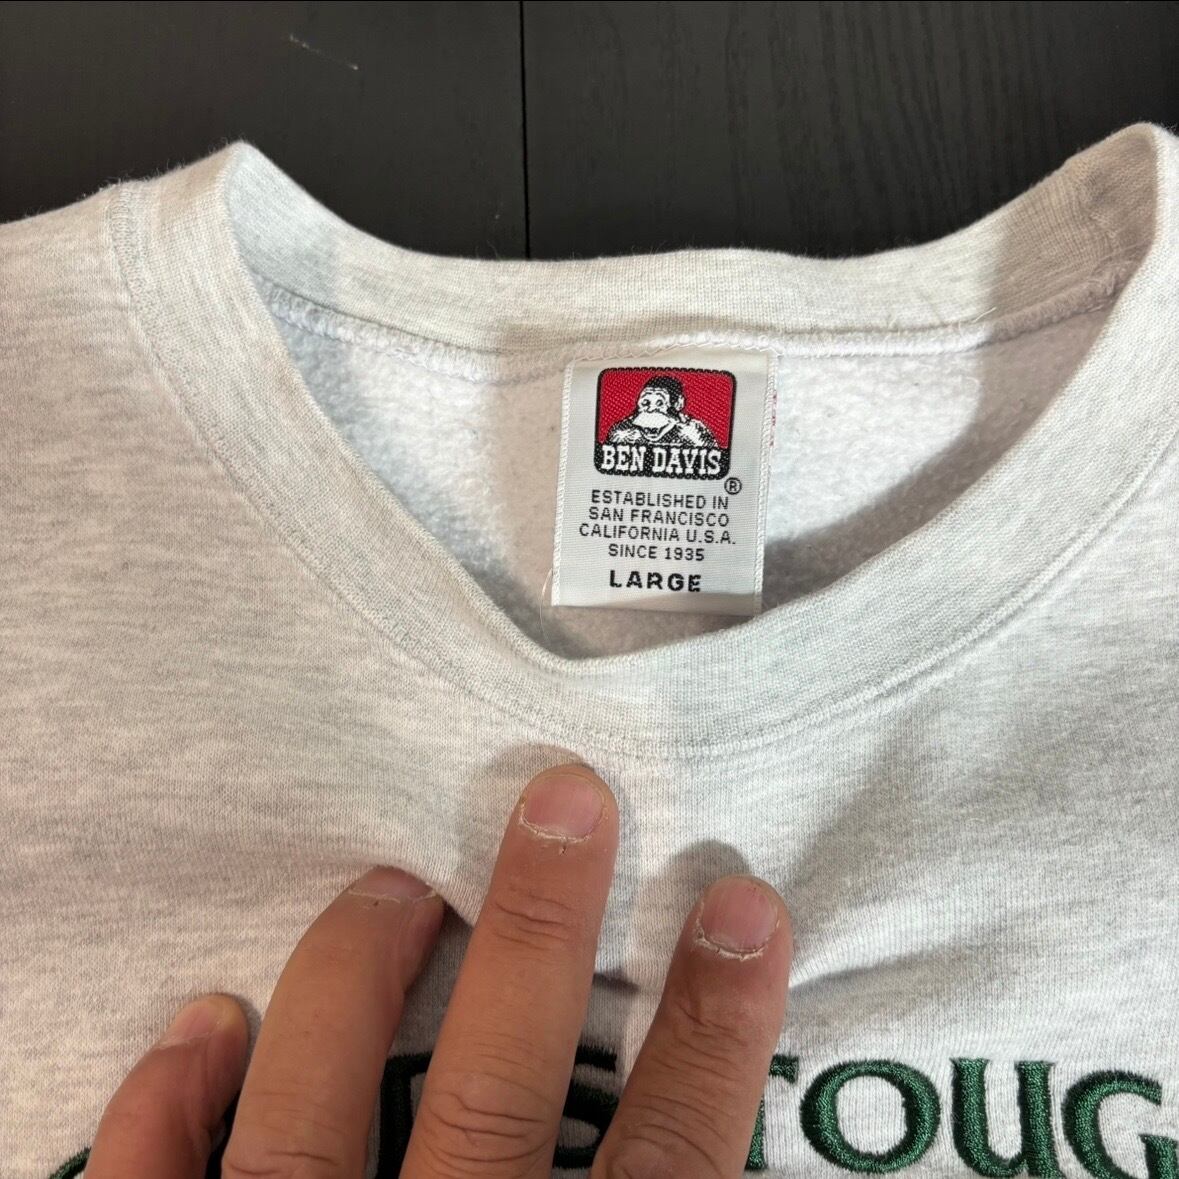 BEN DAVIS
®
ESTABLISHED IN
SAN FRANCISCO
CALIFORNIA U.S.A.
SINCE 1935
LARGE